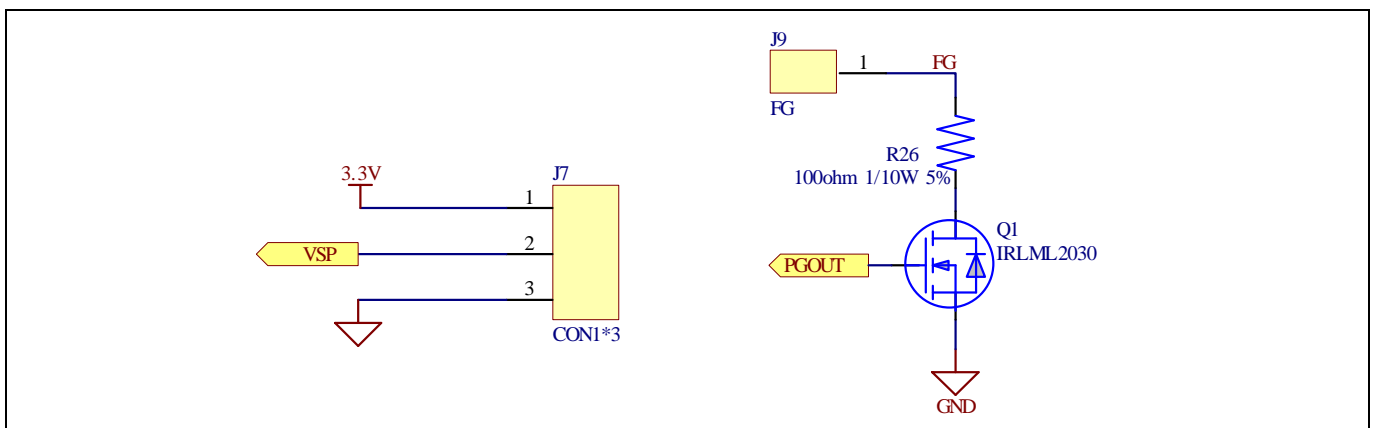 J9
1
FG
FG
R26
100ohm 1/10W 5%
3.3V
J7
1
VSP
2
3
CON1*3
Q1
IRLML2030
PGOUT
GND